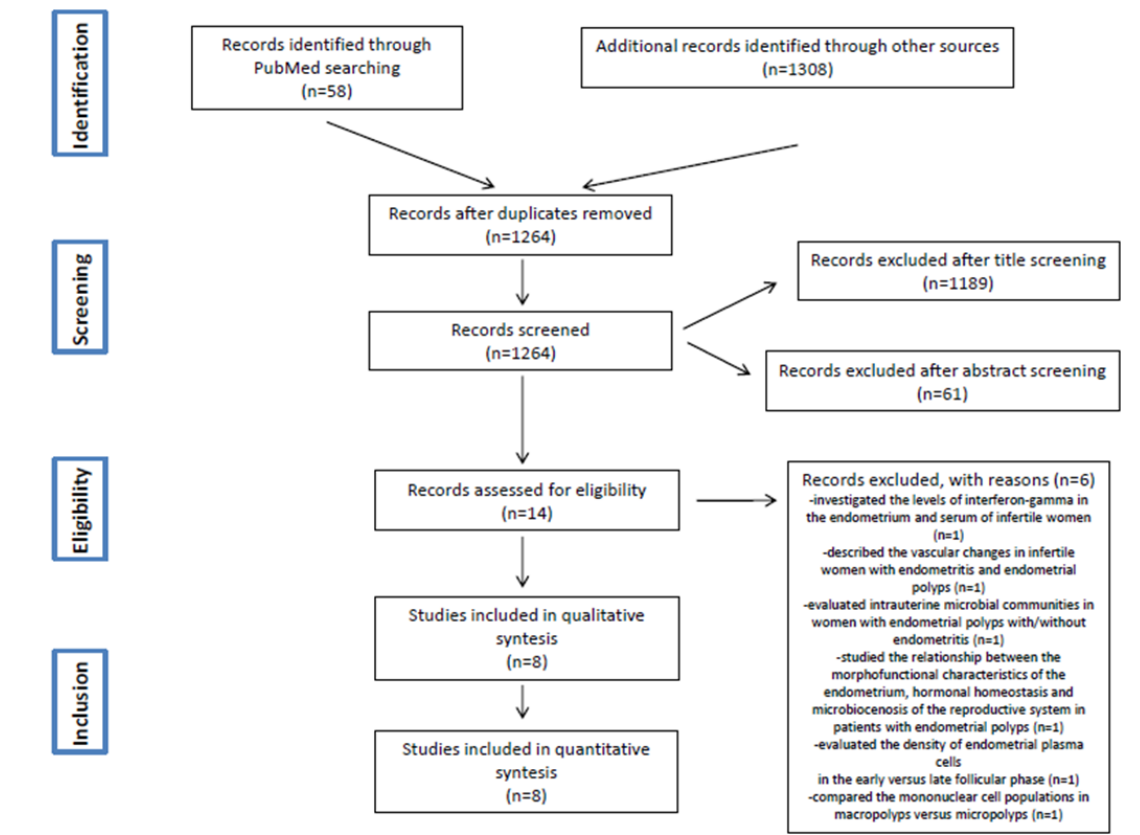 Identification
Records identified through
PubMed searching
(n=58)
Additional records identified through other sources
(n=1308)
Records after duplicates removed
(n=1264)
Screening
Records excluded after title screening
(n=1189)
Records screened
(n=1264)
Records excluded after abstract screening
(n=61)
Eligibility
Records assessed for eligibility
(n=14)
Records excluded, with reasons (n=6)
-investigated the levels of interferon-gamma in
the endometrium and serum of infertile women
(n=1)
-described the vascular changes in infertile
women with endometritis and endometrial
polyps (n=1)
-evaluated intrauterine microbial communities in
women with endometrial polyps with/without
endometritis (n=1)
-studied the relationship between the
morphofunctional characteristics of the
endometrium, hormonal homeostasis and
microbiocenosis of the reproductive system in
patients with endometrial polyps (n=1)
-evaluated the density of endometrial plasma
cells
in the early versus late follicular phase (n=1)
-compared the mononuclear cell populations in
macropolyps versus micropolyps (n=1)
Studies included in qualitative
syntesis
(n=8)
Inclusion
Studies included in quantitative
syntesis
(n=8)